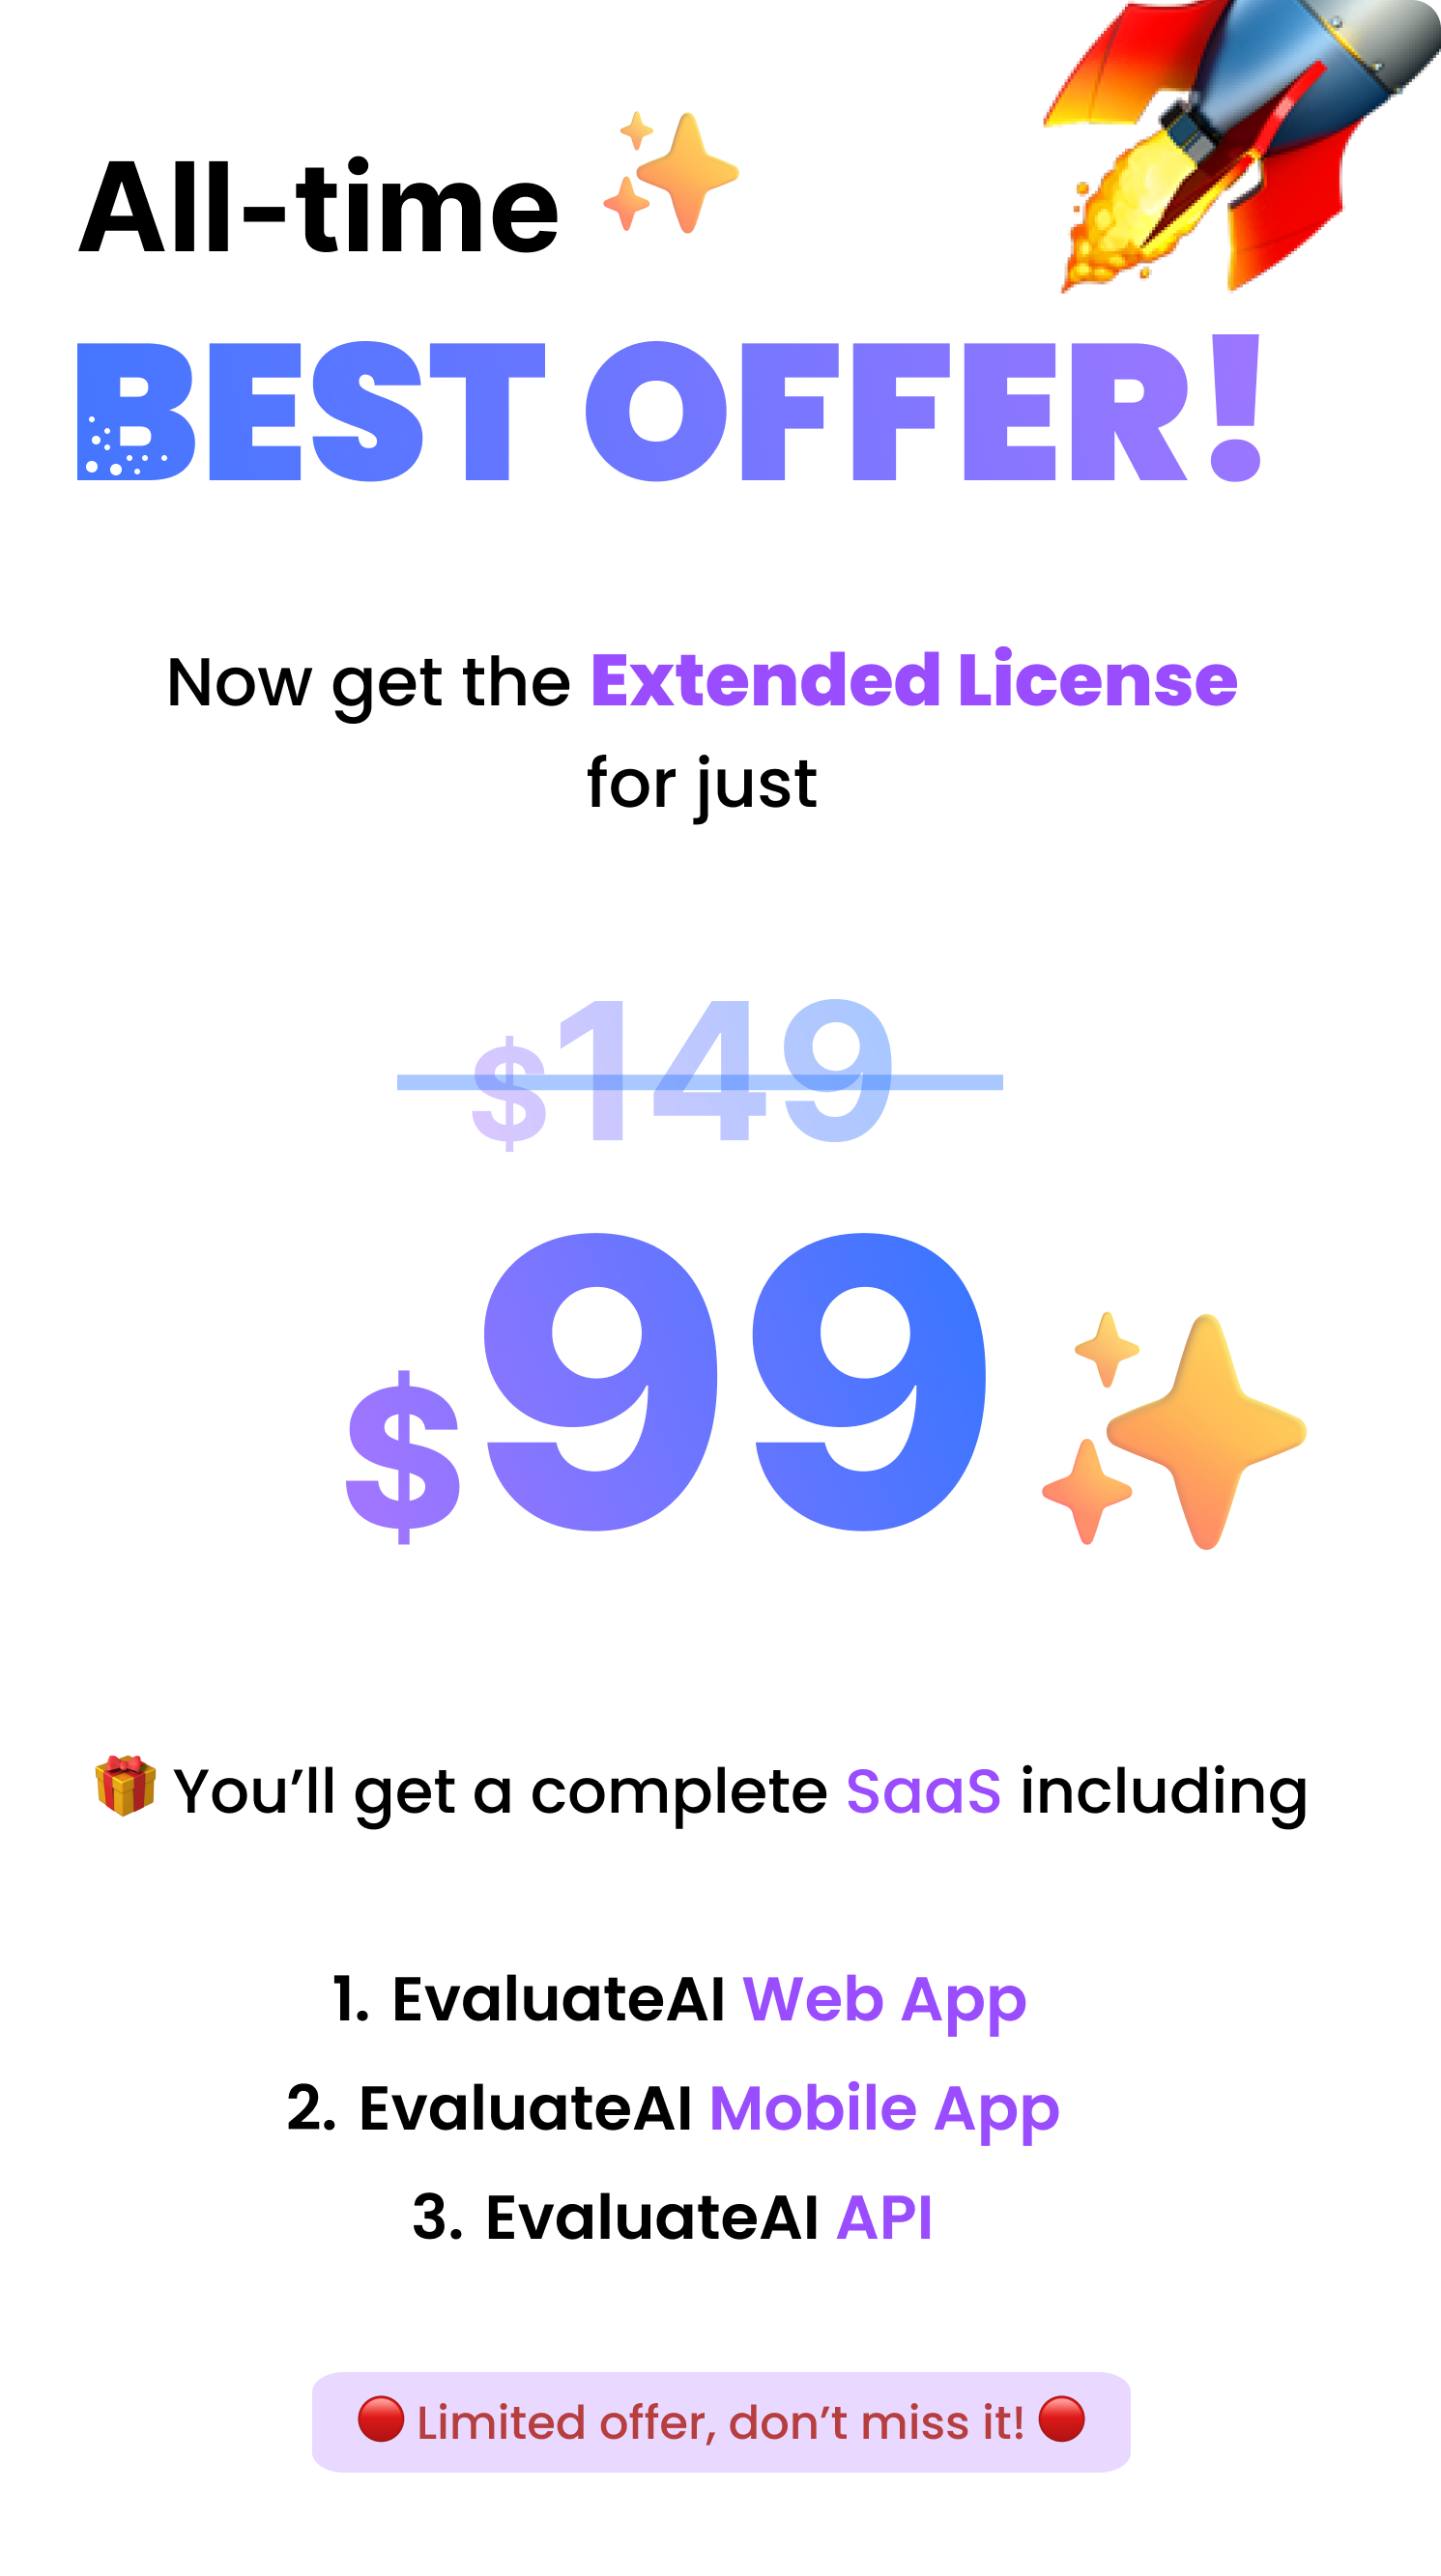 All-time ✨
BEST OFFER!
Now get the Extended License
for just
$149
$99 ✨
🎁 You’ll get a complete SaaS including
1. EvaluateAI Web App
2. EvaluateAI Mobile App
3. EvaluateAI API
🔴 Limited offer, don’t miss it! 🔴